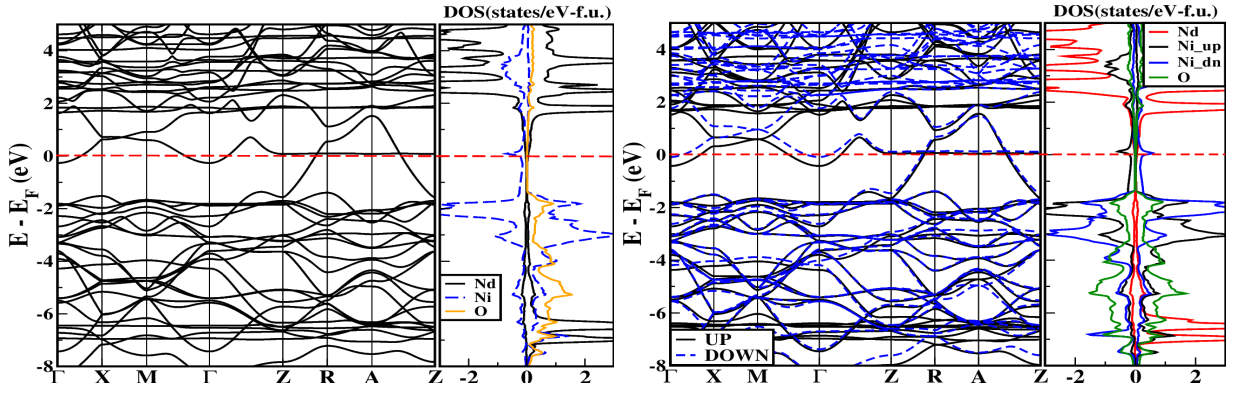 DOS(states/eV-f.u.)
4
2
0
-2
-4
-6
-8
E - E_F (eV)
Γ X M Γ Z R A Z
Nd
Ni
O
-2 0 2
DOS(states/eV-f.u.)
4
2
0
-2
-4
-6
-8
E - E_F (eV)
UP
DOWN
Γ X M Γ Z R A Z
Nd
Ni_up
Ni_dn
O
-2 0 2